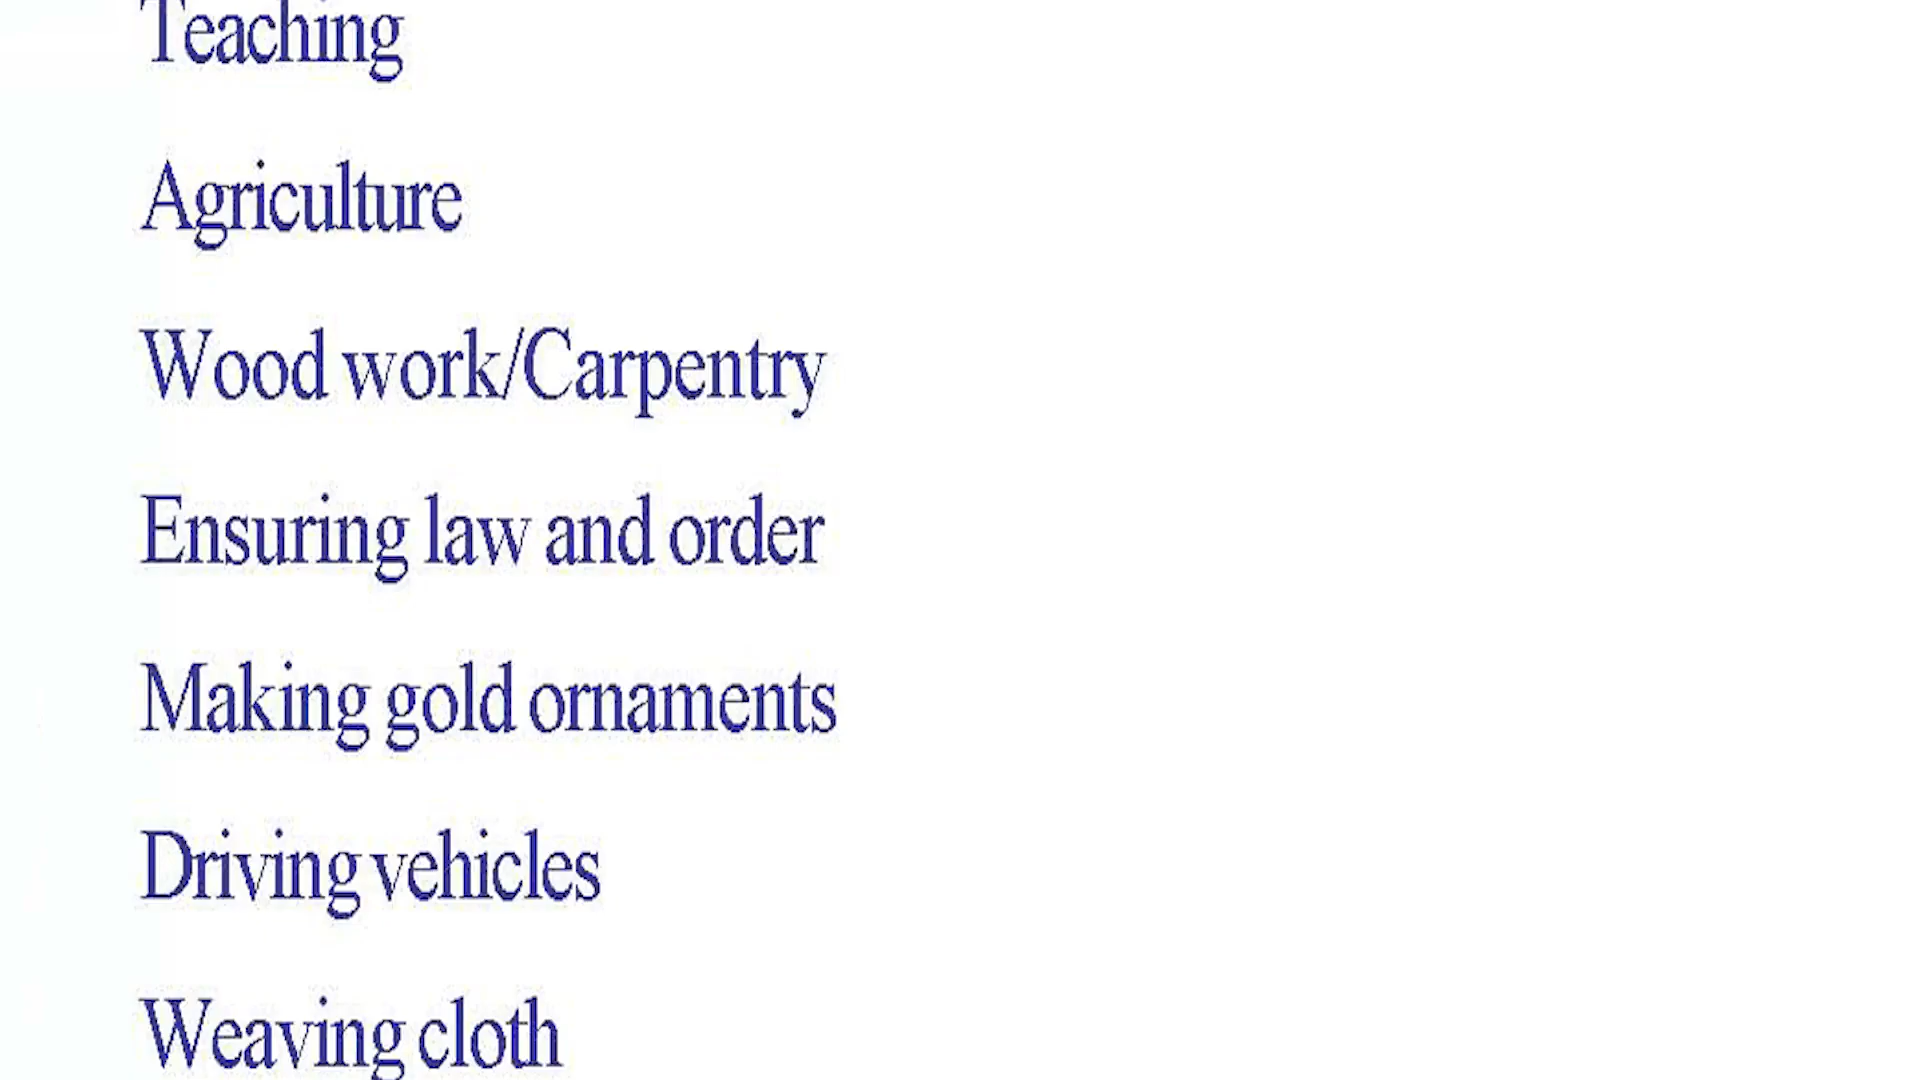 Teaching
Agriculture
Wood work/Carpentry
Ensuring law and order
Making gold ornaments
Driving vehicles
Weaving cloth